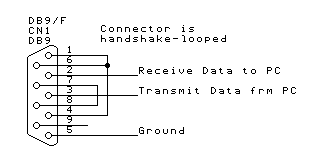 DB9/F
CN1
DB9
Connector is
handshake-looped
1
6
2
7
3
8
4
9
5
Receive Data to PC
Transmit Data frm PC
Ground